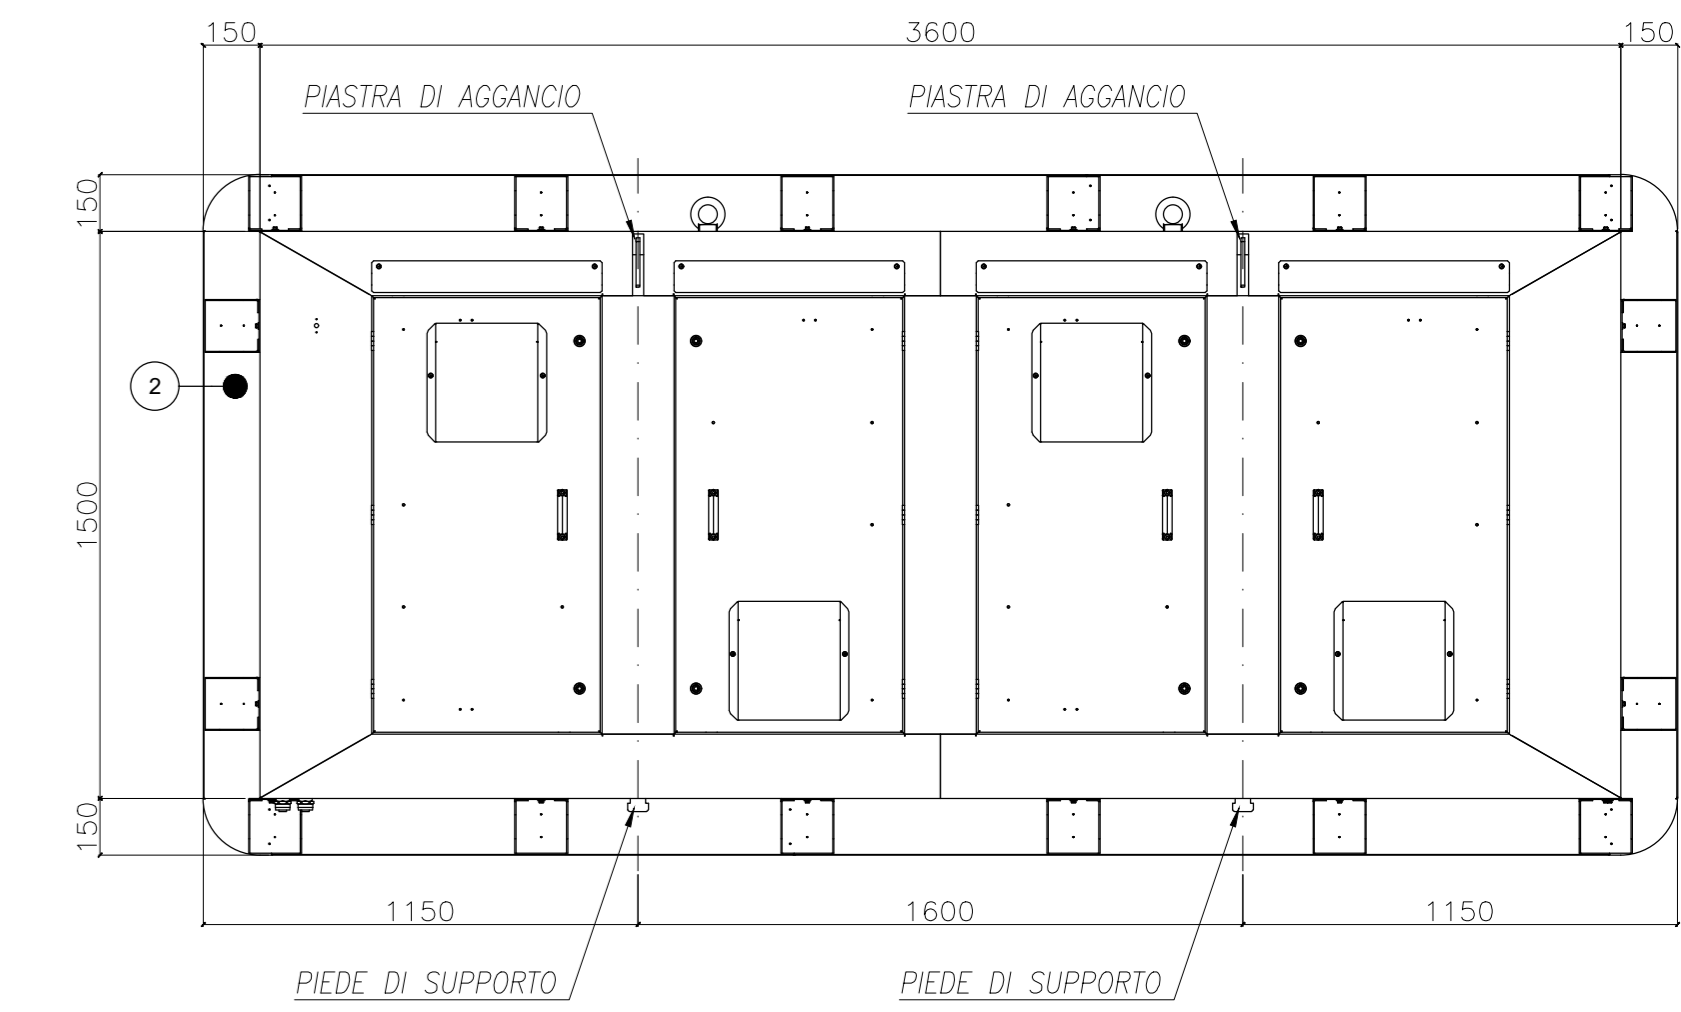 150
3600
150
PIASTRA DI AGGANCIO
PIASTRA DI AGGANCIO
150
2
1500
150
1150
1600
1150
PIEDE DI SUPPORTO
PIEDE DI SUPPORTO